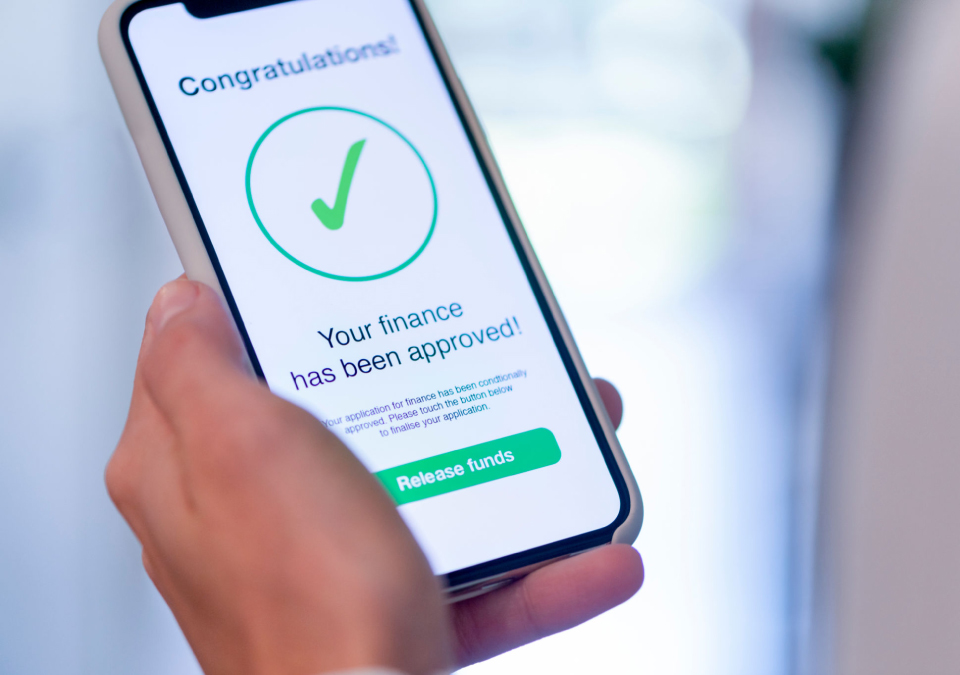 Congratulations!
Your finance
has been approved!
Your application for finance has been condtionally
approved. Please touch the button below
to finalise your application.
Release funds